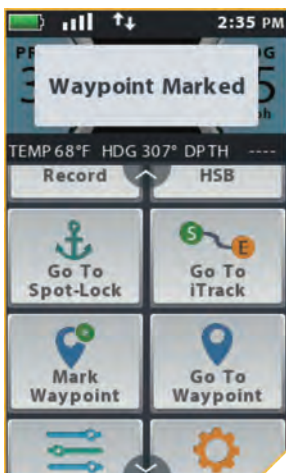 2:35 PM
Waypoint Marked
TEMP 68°F HDG 307° DPTH ----
Record
HSB
Go To
Spot-Lock
S
E
Go To
iTrack
Mark
Waypoint
Go To
Waypoint